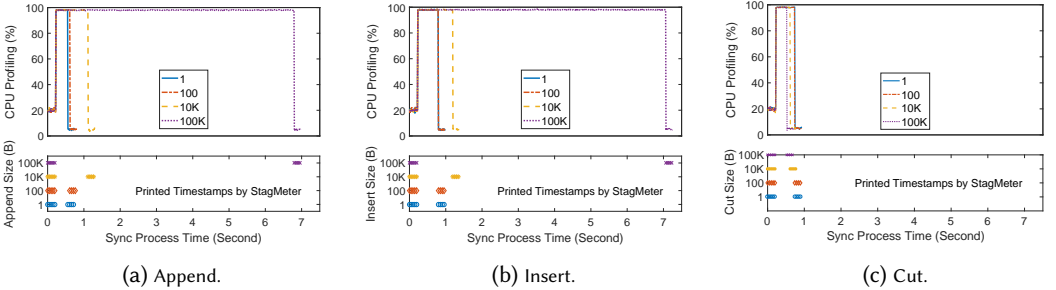 CPU Profiling (%)
100
80
60
40
20
0
1
100
10K
100K
Append Size (B)
100K
10K
100
1
Printed Timestamps by StagMeter
0 1 2 3 4 5 6 7
Sync Process Time (Second)
(a) Append.
CPU Profiling (%)
100
80
60
40
20
0
1
100
10K
100K
Insert Size (B)
100K
10K
100
1
Printed Timestamps by StagMeter
0 1 2 3 4 5 6 7
Sync Process Time (Second)
(b) Insert.
CPU Profiling (%)
100
80
60
40
20
0
1
100
10K
100K
Cut Size (B)
100K
10K
100
1
Printed Timestamps by StagMeter
0 1 2 3 4 5 6 7
Sync Process Time (Second)
(c) Cut.